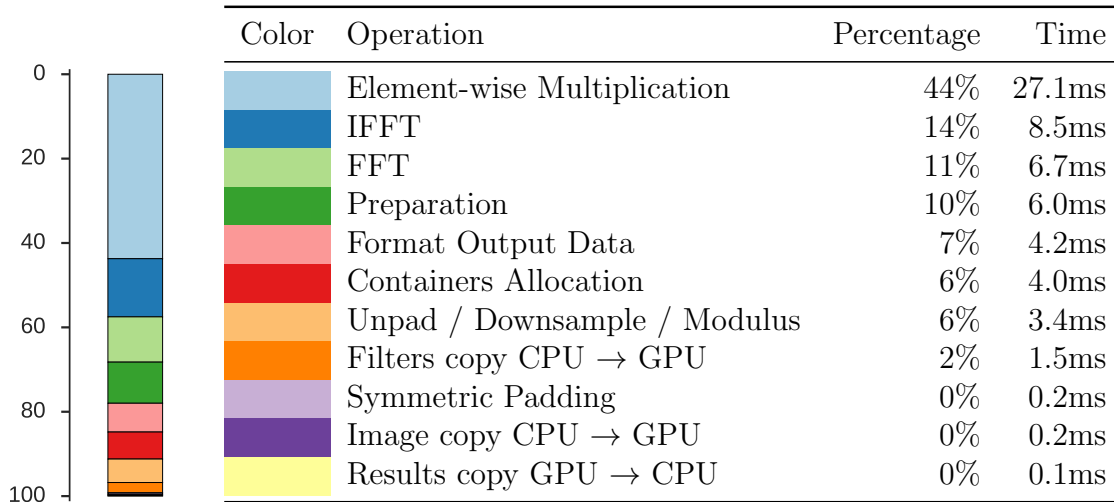 Color Operation Percentage Time
0
Element-wise Multiplication 44% 27.1ms
IFFT 14% 8.5ms
20
FFT 11% 6.7ms
Preparation 10% 6.0ms
40
Format Output Data 7% 4.2ms
Containers Allocation 6% 4.0ms
60
Unpad / Downsample / Modulus 6% 3.4ms
Filters copy CPU → GPU 2% 1.5ms
Symmetric Padding 0% 0.2ms
80
Image copy CPU → GPU 0% 0.2ms
Results copy GPU → CPU 0% 0.1ms
100